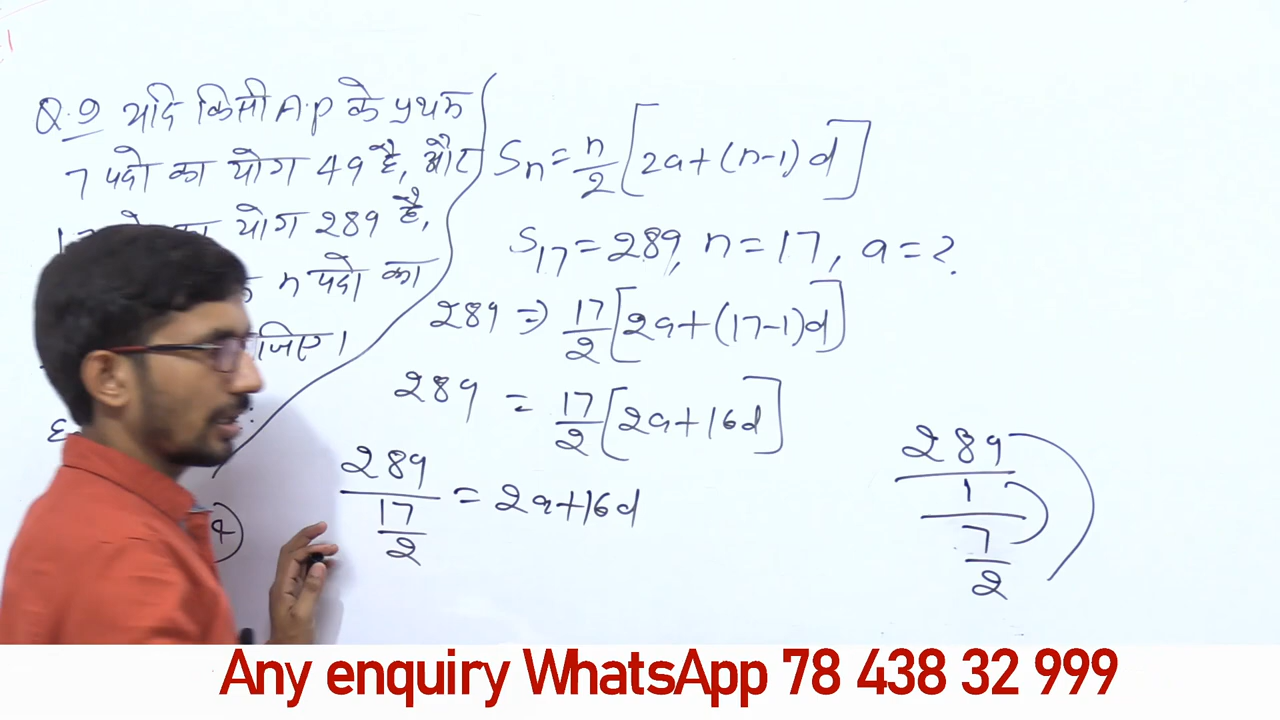 Q.9 यदि किसी A.P के प्रथम
7 पदो का योग 49 है, और
का योग 289 है,
n पदो का
जिए।
Sn = n/2 [2a+(n-1)d]
S17 = 289, n = 17, a = ?
289 => 17/2 [2a+(17-1)d]
289 = 17/2 [2a+16d]
289/(17/2) = 2a+16d
289
1
7
2
Any enquiry WhatsApp 78 438 32 999